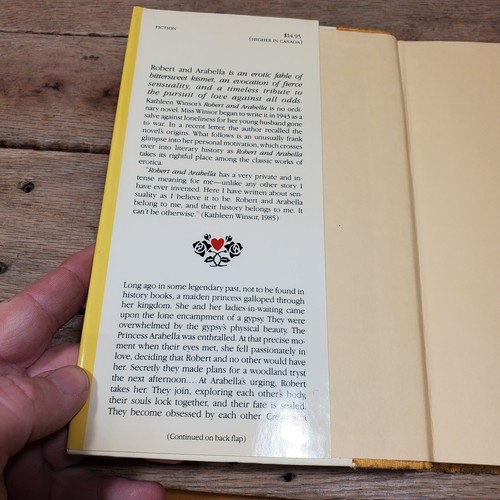 FICTION
$14.95
(HIGHER IN CANADA)
Robert and Arabella is an erotic fable of
bittersweet kismet, an evocation of fierce
sensuality, and a timeless tribute to
the pursuit of love against all odds.
Kathleen Winsor's Robert and Arabella is no ordi-
nary novel. Miss Winsor began to write it in 1943 as a
salve against loneliness for her young husband gone
to war. In a recent letter, the author recalled the
novel's origins. What follows is an unusually frank
glimpse into her personal motivation, which crosses
over into literary history as Robert and Arabella
takes its rightful place among the classic works of
erotica.
"Robert and Arabella has a very private and in-
tense meaning for me—unlike any other story I
have ever invented. Here I have written about sen-
suality as I believe it to be. Robert and Arabella
belong to me, and their history belongs to me. It
can't be otherwise." (Kathleen Winsor, 1985)
Long ago in some legendary past, not to be found in
history books, a maiden princess galloped through
her kingdom. She and her ladies-in-waiting came
upon the lone encampment of a gypsy. They were
overwhelmed by the gypsy's physical beauty. The
Princess Arabella was enthralled. At that precise mo-
ment when their eyes met, she fell passionately in
love, deciding that Robert and no other would have
her. Secretly they made plans for a woodland tryst
the next afternoon.... At Arabella's urging, Robert
takes her. They join, exploring each other's body,
their souls lock together, and their fate is sealed.
They become obsessed by each other.
(Continued on back flap)